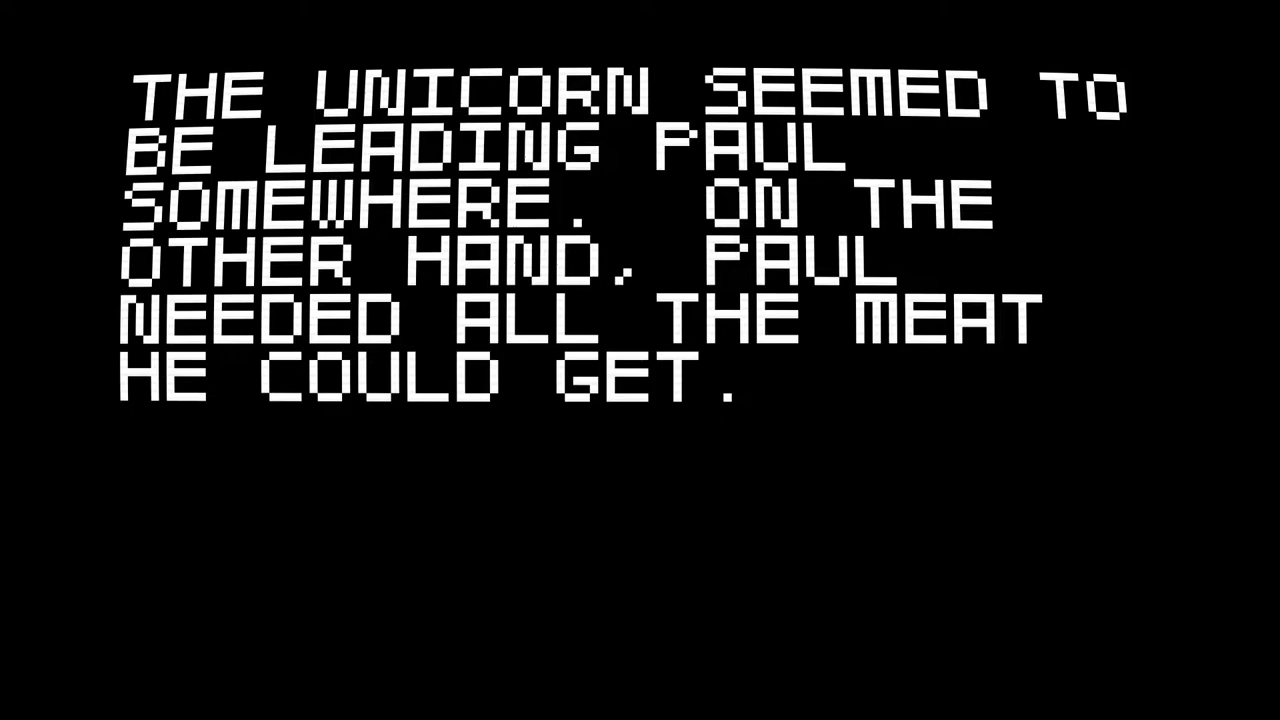 THE UNICORN SEEMED TO
BE LEADING PAUL
SOMEWHERE.  ON THE
OTHER HAND, PAUL
NEEDED ALL THE MEAT
HE COULD GET.